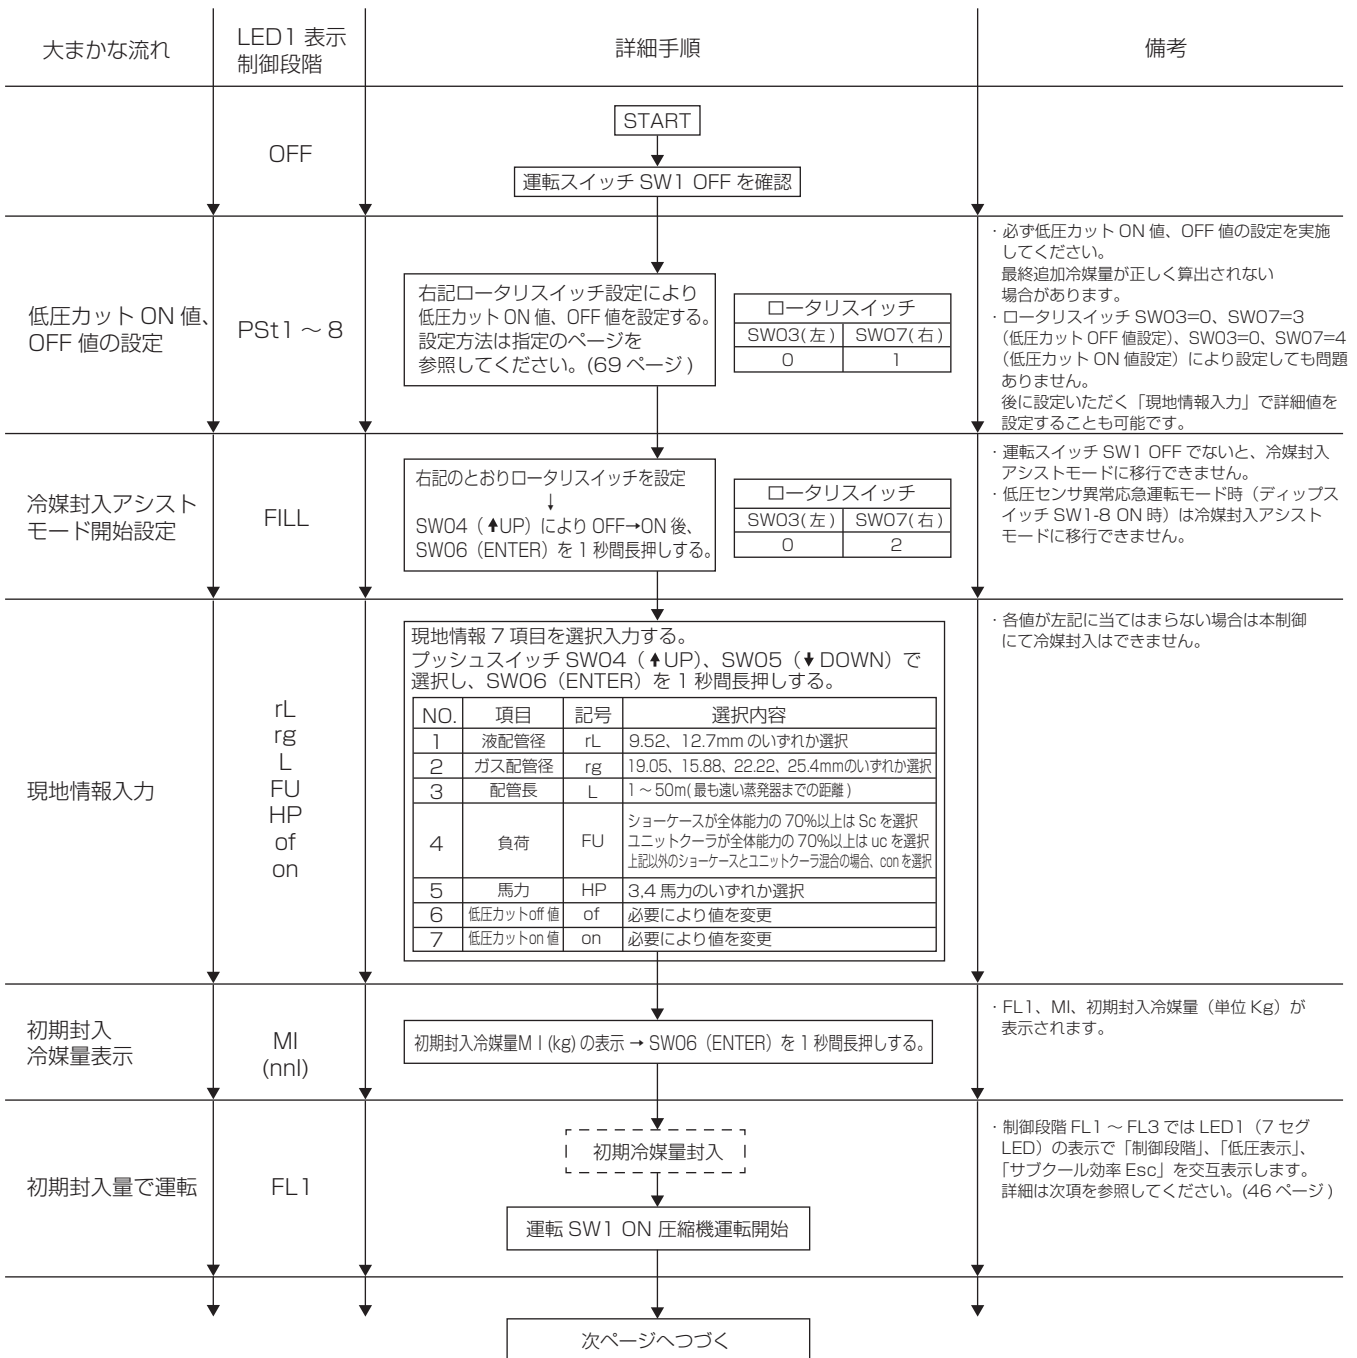 大まかな流れ
LED1 表示
制御段階
詳細手順
備考
OFF
START
運転スイッチ SW1 OFF を確認
低圧カット ON 値、
OFF 値の設定
PSt1 ～ 8
右記ロータリスイッチ設定により
低圧カット ON 値、OFF 値を設定する。
設定方法は指定のページを
参照してください。(69 ページ )
ロータリスイッチ
SW03( 左 ) SW07( 右 )
0 1
・必ず低圧カット ON 値、OFF 値の設定を実施
してください。
最終追加冷媒量が正しく算出されない
場合があります。
・ロータリスイッチ SW03=0、SW07=3
（低圧カット OFF 値設定）、SW03=0、SW07=4
（低圧カット ON 値設定）により設定しても問題
ありません。
後に設定いただく「現地情報入力」で詳細値を
設定することも可能です。
冷媒封入アシスト
モード開始設定
FILL
右記のとおりロータリスイッチを設定
↓
SW04（↑UP）により OFF→ON 後、
SW06（ENTER）を 1 秒間長押しする。
ロータリスイッチ
SW03( 左 ) SW07( 右 )
0 2
・運転スイッチ SW1 OFF でないと、冷媒封入
アシストモードに移行できません。
・低圧センサ異常応急運転モード時（ディップス
イッチ SW1-8 ON 時）は冷媒封入アシスト
モードに移行できません。
現地情報入力
rL
rg
L
FU
HP
of
on
現地情報 7 項目を選択入力する。
プッシュスイッチ SW04（↑UP）、SW05（↓DOWN）で
選択し、SW06（ENTER）を 1 秒間長押しする。
NO. 項目 記号 選択内容
1 液配管径 rL 9.52、12.7mm のいずれか選択
2 ガス配管径 rg 19.05、15.88、22.22、25.4mmのいずれか選択
3 配管長 L 1 ～ 50m( 最も遠い蒸発器までの距離 )
4 負荷 FU ショーケースが全体能力の 70%以上は Sc を選択
ユニットクーラが全体能力の 70%以上は uc を選択
上記以外のショーケースとユニットクーラ混合の場合、con を選択
5 馬力 HP 3,4 馬力のいずれか選択
6 低圧カットoff 値 of 必要により値を変更
7 低圧カットon 値 on 必要により値を変更
・各値が左記に当てはまらない場合は本制御
にて冷媒封入はできません。
初期封入
冷媒量表示
MI
(nnl)
初期封入冷媒量M I (kg) の表示 → SW06（ENTER）を 1 秒間長押しする。
・FL1、MI、初期封入冷媒量（単位 Kg）が
表示されます。
初期封入量で運転
FL1
初期冷媒量封入
運転 SW1 ON 圧縮機運転開始
・制御段階 FL1 ～ FL3 では LED1（7 セグ
LED）の表示で「制御段階」、「低圧表示」、
「サブクール効率 Esc」を交互表示します。
詳細は次項を参照してください。(46 ページ )
次ページへつづく